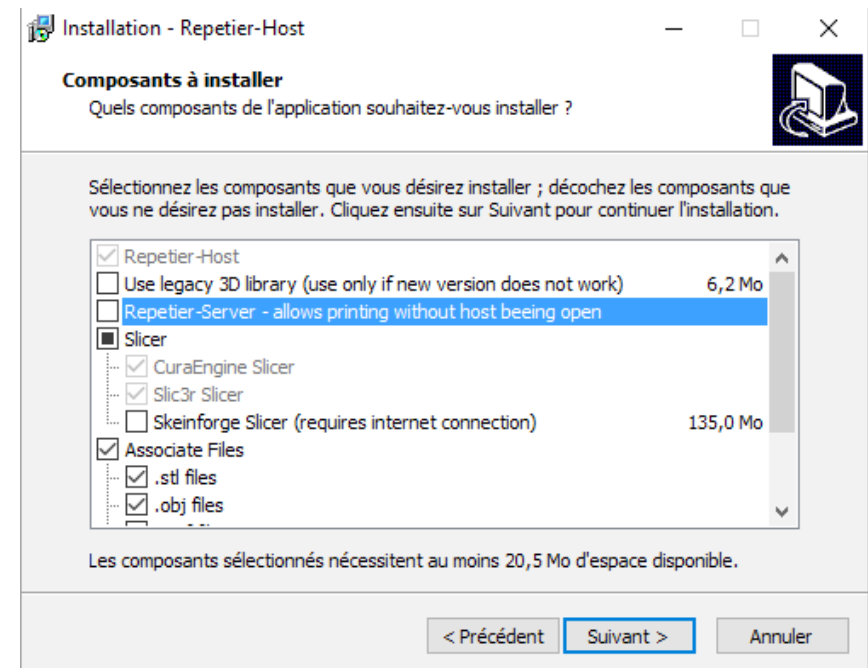 Installation - Repetier-Host
Composants à installer
Quels composants de l'application souhaitez-vous installer ?
Sélectionnez les composants que vous désirez installer ; décochez les composants que
vous ne désirez pas installer. Cliquez ensuite sur Suivant pour continuer l'installation.
Repetier-Host
Use legacy 3D library (use only if new version does not work) 6,2 Mo
Repetier-Server - allows printing without host beeing open
Slicer
CuraEngine Slicer
Slic3r Slicer
Skeinforge Slicer (requires internet connection) 135,0 Mo
Associate Files
.stl files
.obj files
Les composants sélectionnés nécessitent au moins 20,5 Mo d'espace disponible.
< Précédent Suivant > Annuler